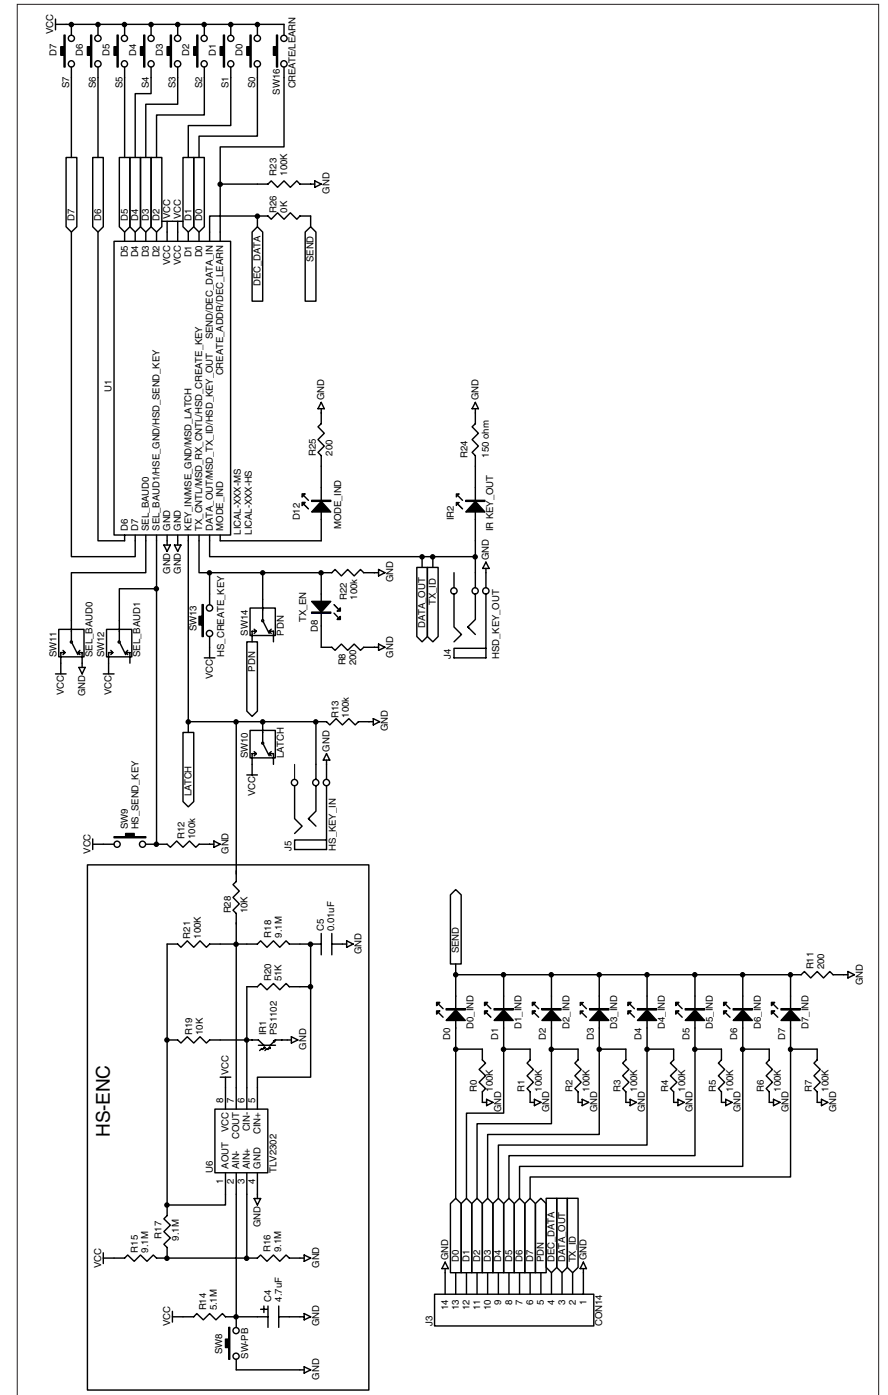 VCC
D7
D6
D5
D4
D3
D2
D1
D0
CREATE/LEARN
S7
S6
S5
S4
S3
S2
S1
S0
SW16
D7
D6
D5
D4
D3
D2
VCC
VCC
D1
D0
R23
100K
GND
R26
0K
DEC_DATA
SEND
D5
D4
D3
D2
VCC
VCC
D1
D0
SEND/DEC_DATA_IN
CREATE_ADDR/DEC_LEARN
U1
D6
D7
SEL_BAUD0
SEL_BAUD1/HSE_GND/HSD_SEND_KEY
GND
GND
KEY_IN/MSE_GND/MSD_LATCH
TX_CNTL/MSD_RX_CNTL/HSD_CREATE_KEY
DATA_OUT/MSD_TX_ID/HSD_KEY_OUT
MODE_IND
LICAL-XXX-MS
LICAL-XXX-HS
GND
GND
GND
R25
200
D12
MODE_IND
GND
R24
150 ohm
IR2
IR KEY_OUT
GND
DATA_OUT
TX_ID
J4
HSD_KEY_OUT
SW11
SEL_BAUD0
VCC
GND
SW12
SEL_BAUD1
VCC
SW13
HS_CREATE_KEY
VCC
SW14
PDN
PDN
TX_EN
D8
R22
100k
GND
R8
200
GND
LATCH
SW10
LATCH
VCC
R13
100k
GND
J5
HS_KEY_IN
GND
VCC
SW9
HS_SEND_KEY
R12
100k
GND
HS-ENC
R28
10K
R21
100K
R18
9.1M
C5
0.01uF
GND
R20
51K
R19
10K
IR1
PS1102
GND
VCC
U6
TLV2302
8
7
6
5
VCC
COUT
CIN-
CIN+
AOUT
AIN-
AIN+
GND
1
2
3
4
GND
VCC
R15
9.1M
R17
9.1M
R16
9.1M
GND
VCC
R14
5.1M
C4
4.7uF
GND
SW8
SW-PB
GND
SEND
R11
200
GND
D0
D0_IND
D1
D1_IND
D2
D2_IND
D3
D3_IND
D4
D4_IND
D5
D5_IND
D6
D6_IND
D7
D7_IND
R0
100K
GND
R1
100K
GND
R2
100K
GND
R3
100K
GND
R4
100K
GND
R5
100K
GND
R6
100K
GND
R7
100K
GND
GND
D0
D1
D2
D3
D4
D5
D6
D7
PDN
DEC_DATA
DATA_OUT
TX_ID
GND
14
13
12
11
10
9
8
7
6
5
4
3
2
1
J3
CON14